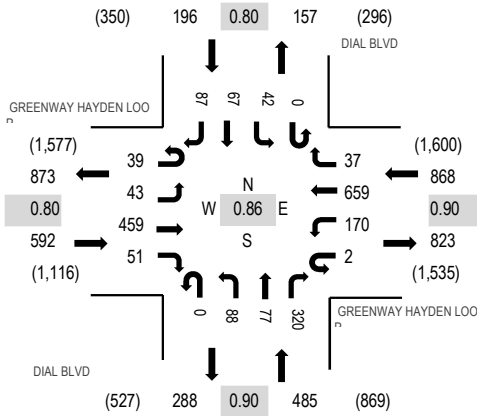 (350) 196 0.80 157 (296)
DIAL BLVD
87 67 42 0
GREENWAY HAYDEN LOO
(1,577) 39 37 (1,600)
873 43 N 659 868
0.80 459 W 0.86 E 170 0.90
592 51 S 2 823
(1,116) (1,535)
0 88 77 320
GREENWAY HAYDEN LOO
DIAL BLVD
(527) 288 0.90 485 (869)